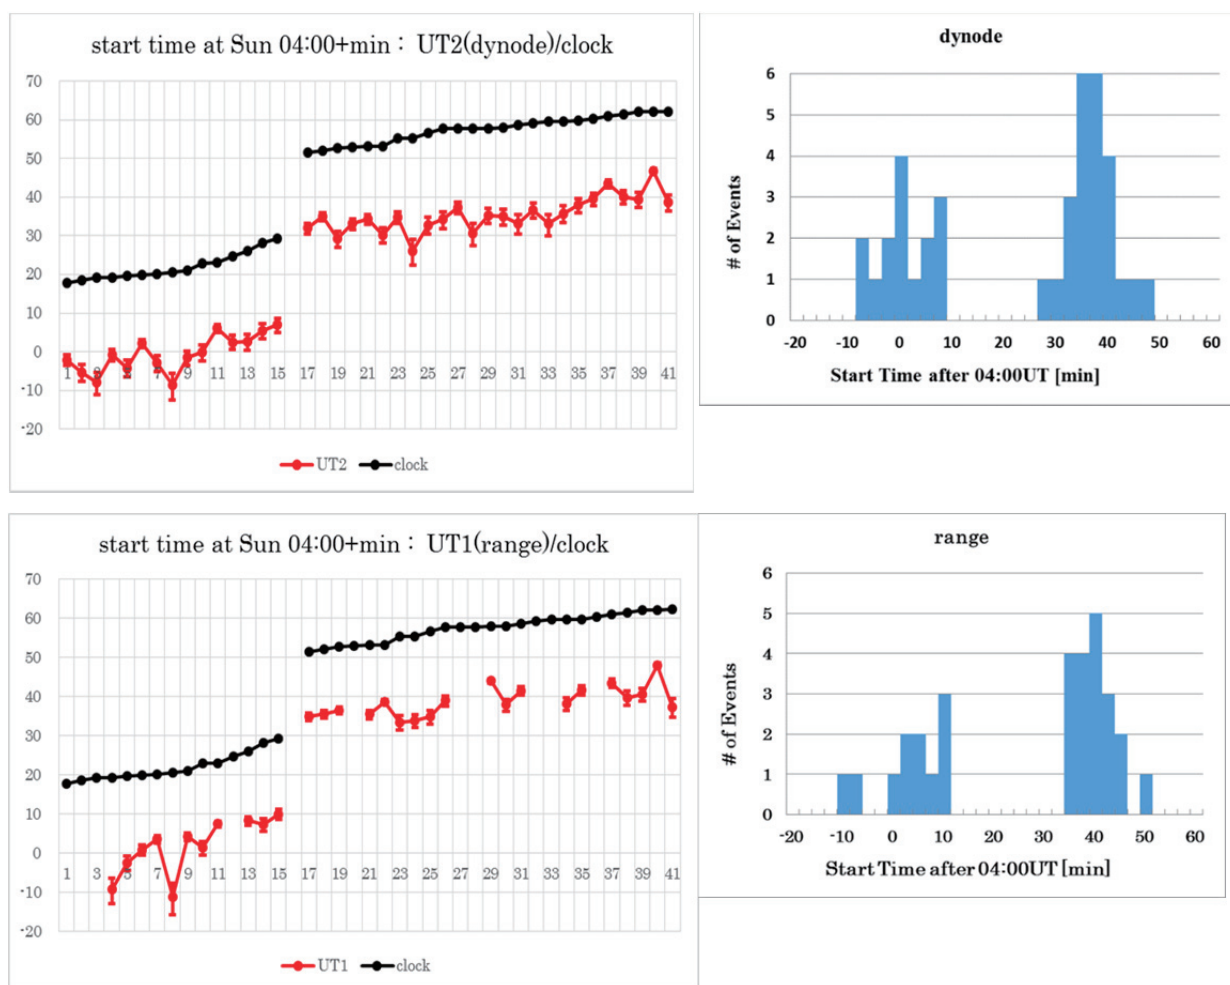 start time at Sun 04:00+min : UT2(dynode)/clock
70
60
50
40
30
20
10
0
-10
-20
1 3 5 7 9 11 13 15 17 19 21 23 25 27 29 31 33 35 37 39 41
UT2 clock
dynode
# of Events
6
5
4
3
2
1
0
-20 -10 0 10 20 30 40 50 60
Start Time after 04:00UT [min]
start time at Sun 04:00+min : UT1(range)/clock
70
60
50
40
30
20
10
0
-10
-20
1 3 5 7 9 11 13 15 17 19 21 23 25 27 29 31 33 35 37 39 41
UT1 clock
range
# of Events
6
5
4
3
2
1
0
-20 -10 0 10 20 30 40 50 60
Start Time after 04:00UT [min]